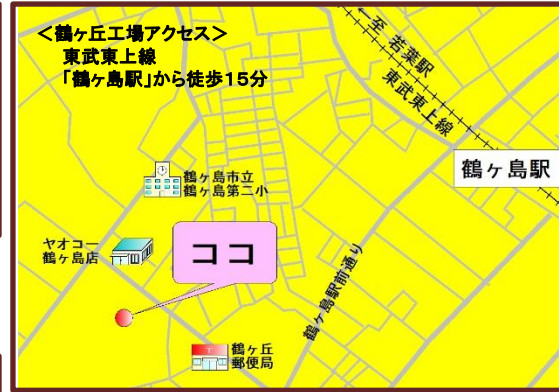 ＜鶴ヶ丘工場アクセス＞
東武東上線
「鶴ヶ島駅」から徒歩１５分
←至 若葉駅
東武東上線
鶴ヶ島駅
鶴ヶ島市立
鶴ヶ島第二小
ヤオコー
鶴ヶ島店
ココ
鶴ヶ島駅前通り
鶴ヶ丘
郵便局